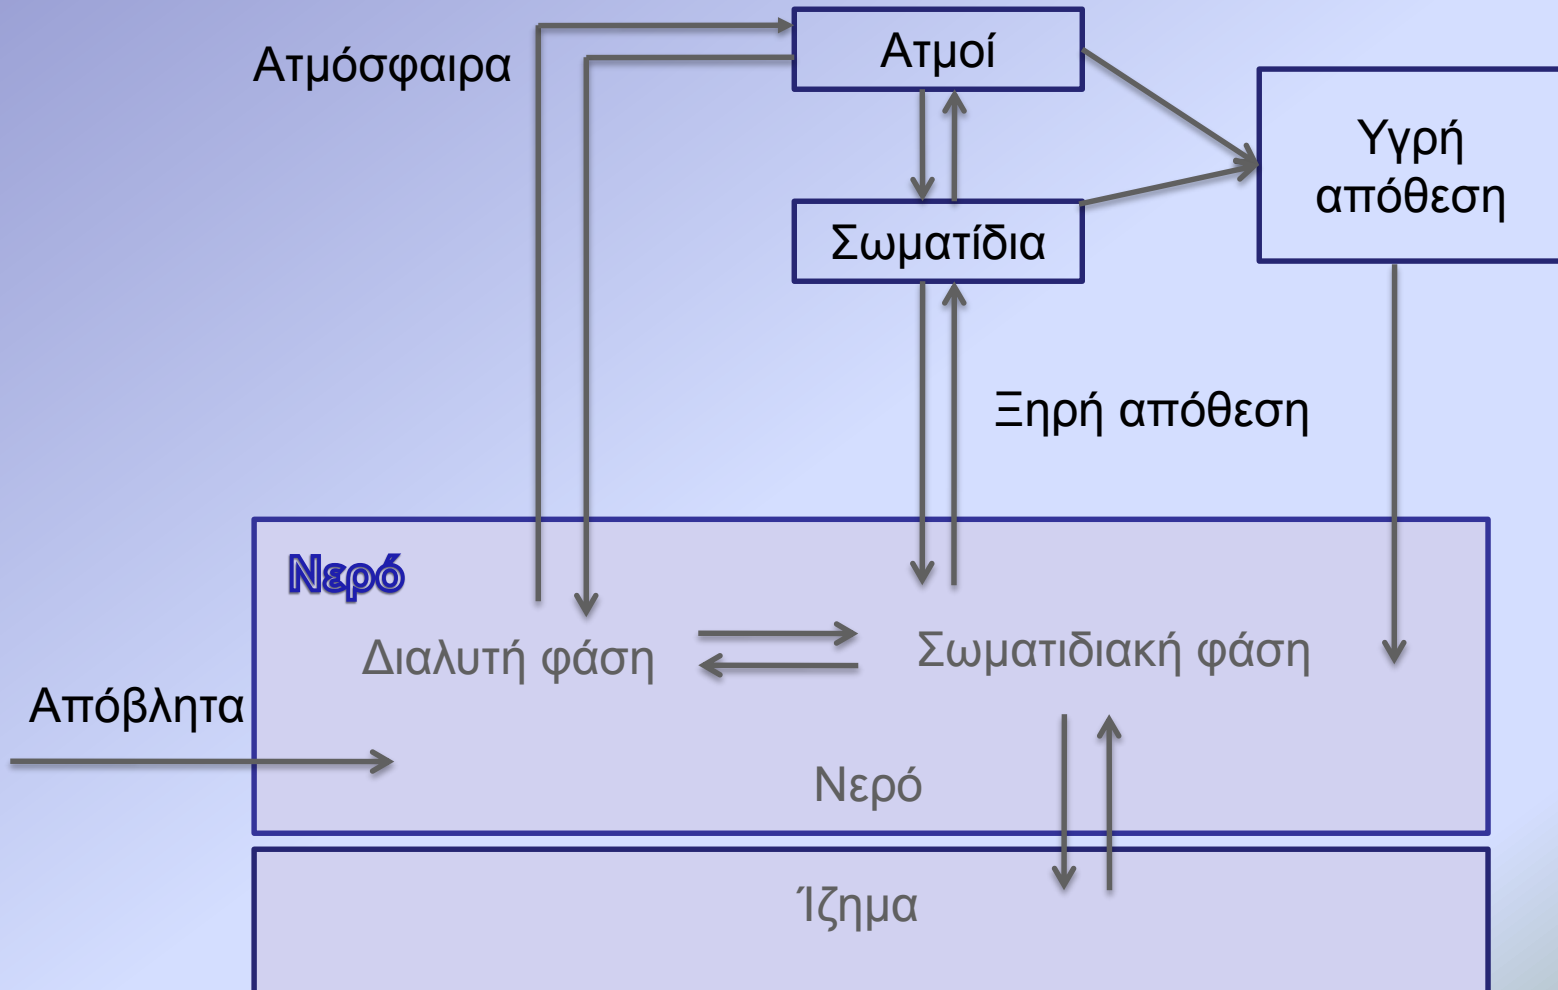 Ατμόσφαιρα
Ατμοί
Υγρή
απόθεση
Σωματίδια
Ξηρή απόθεση
Νερό
Διαλυτή φάση
Σωματιδιακή φάση
Απόβλητα
Νερό
Ίζημα